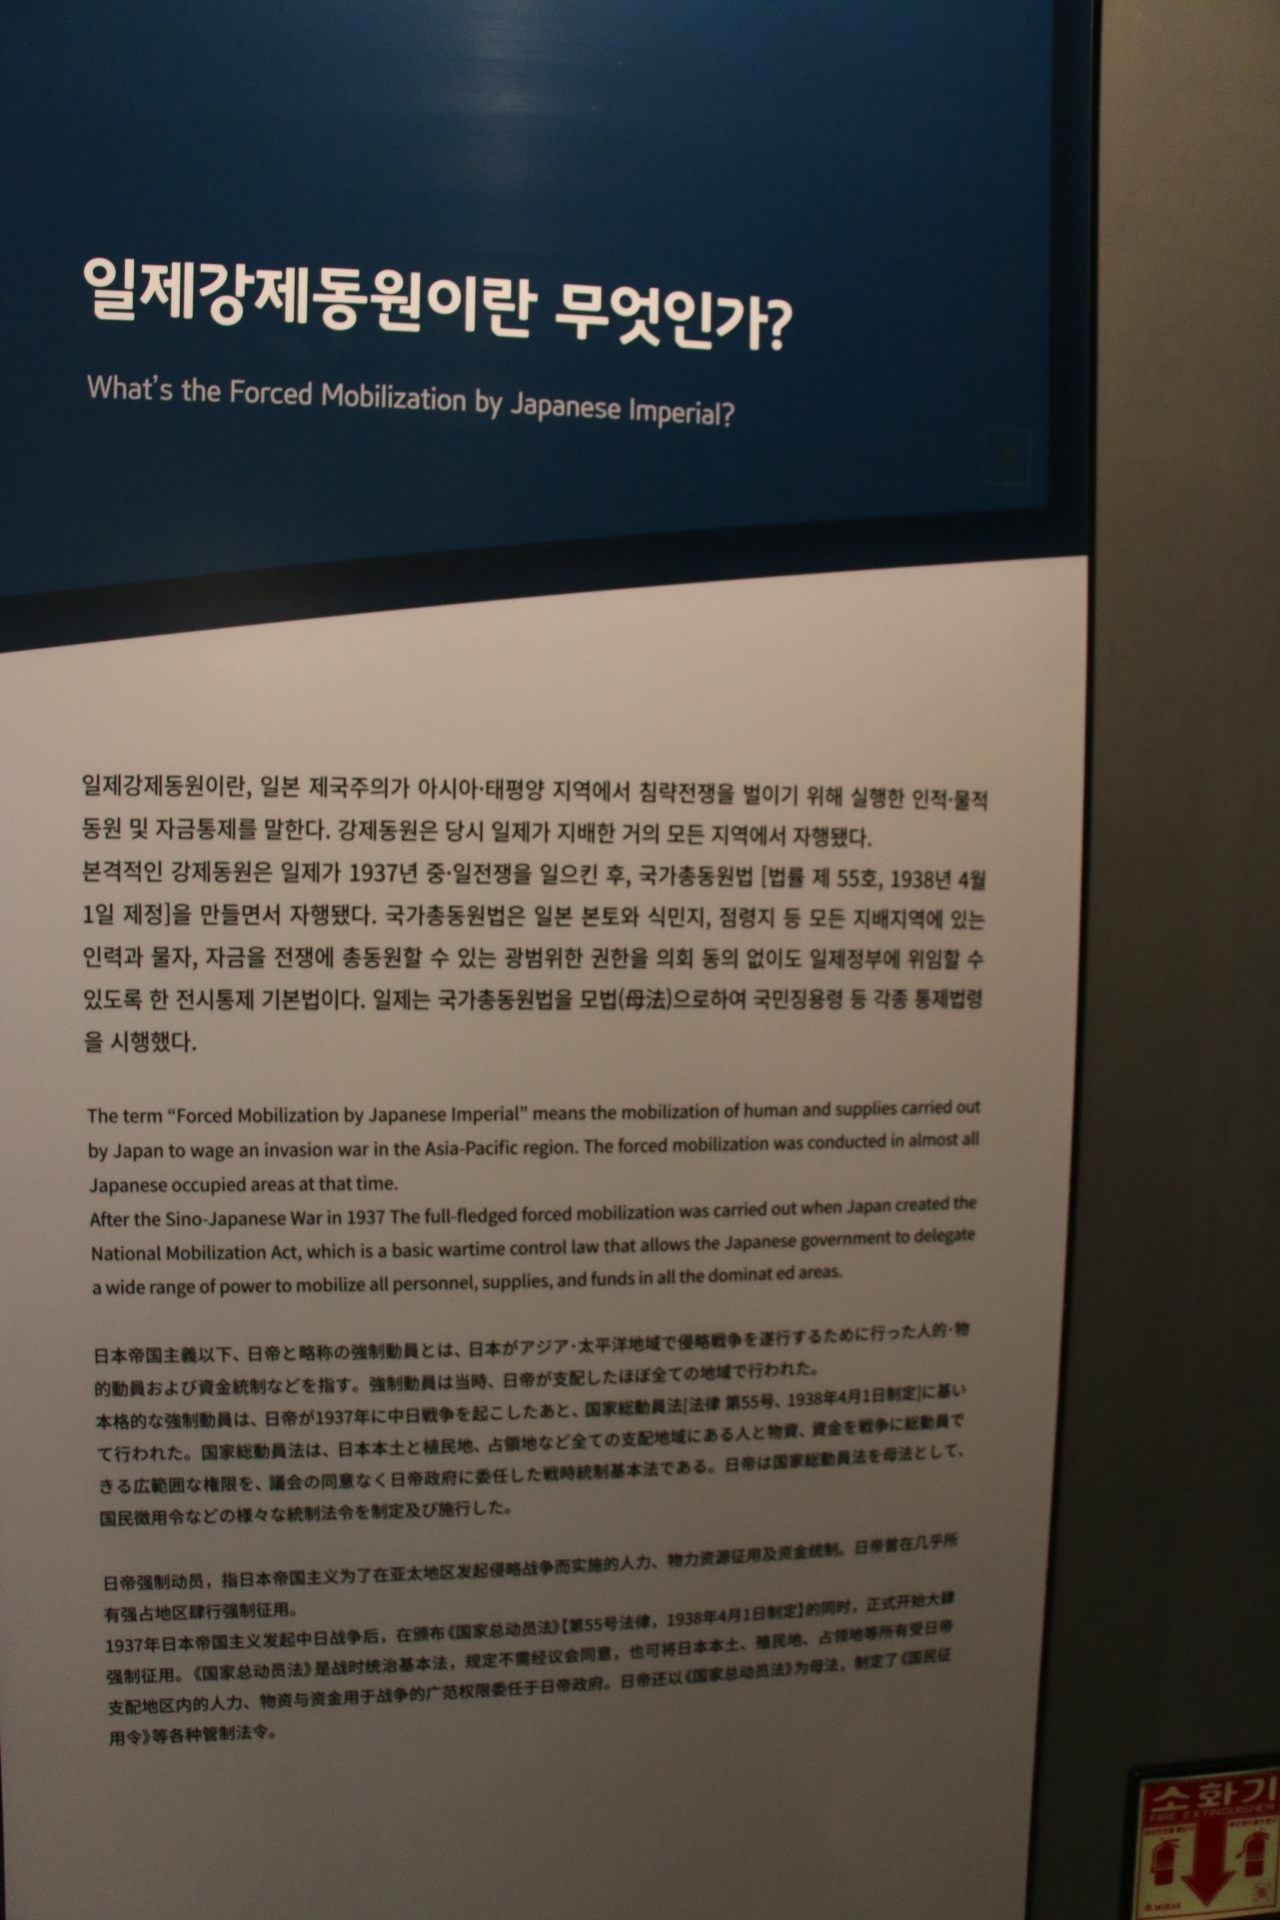 일제강제동원이란 무엇인가?
What's the Forced Mobilization by Japanese Imperial?
일제강제동원이란, 일본 제국주의가 아시아·태평양 지역에서 침략전쟁을 벌이기 위해 실행한 인적·물적
동원 및 자금통제를 말한다. 강제동원은 당시 일제가 지배한 거의 모든 지역에서 자행됐다.
본격적인 강제동원은 일제가 1937년 중·일전쟁을 일으킨 후, 국가총동원법 [법률 제 55호, 1938년 4월
1일 제정]을 만들면서 자행됐다. 국가총동원법은 일본 본토와 식민지, 점령지 등 모든 지배지역에 있는
인력과 물자, 자금을 전쟁에 총동원할 수 있는 광범위한 권한을 의회 동의 없이도 일제정부에 위임할 수
있도록 한 전시통제 기본법이다. 일제는 국가총동원법을 모법(母法)으로하여 국민징용령 등 각종 통제법령
을 시행했다.
The term “Forced Mobilization by Japanese Imperial” means the mobilization of human and supplies carried out
by Japan to wage an invasion war in the Asia-Pacific region. The forced mobilization was conducted in almost all
Japanese occupied areas at that time.
After the Sino-Japanese War in 1937 The full-fledged forced mobilization was carried out when Japan created the
National Mobilization Act, which is a basic wartime control law that allows the Japanese government to delegate
a wide range of power to mobilize all personnel, supplies, and funds in all the dominat ed areas.
日本帝国主義以下、日帝と略称の強制動員とは、日本がアジア·太平洋地域で侵略戦争を遂行するために行った人的·物
的動員および資金統制などを指す。強制動員は当時、日帝が支配したほぼ全ての地域で行われた。
本格的な強制動員は、日帝が1937年に中日戦争を起こしたあと、国家総動員法[法律 第55号、1938年4月1日制定]に基い
て行われた。国家総動員法は、日本本土と植民地、占領地など全ての支配地域にある人と物資、資金を戦争に総動員で
きる広範囲な権限を、議会の同意なく日帝政府に委任した戦時統制基本法である。日帝は国家総動員法を母法として、
国民徴用令などの様々な統制法令を制定及び施行した。
日帝强制动员，指日本帝国主义为了在亚太地区发起侵略战争而实施的人力、物力资源征用及资金统制。日帝曾在几乎所
有强占地区肆行强制征用。
1937年日本帝国主义发起中日战争后，在颁布《国家总动员法》【第55号法律，1938年4月1日制定】的同时，正式开始大肆
强制征用。《国家总动员法》是战时统治基本法，规定不需经议会同意，也可将日本本土、殖民地、占领地等所有受日帝
支配地区内的人力、物资与资金用于战争的广范权限委任于日帝政府。日帝还以《国家总动员法》为母法，制定了《国民征
用令》等各种管制法令。
소화기
FIRE EXTINGUISHER